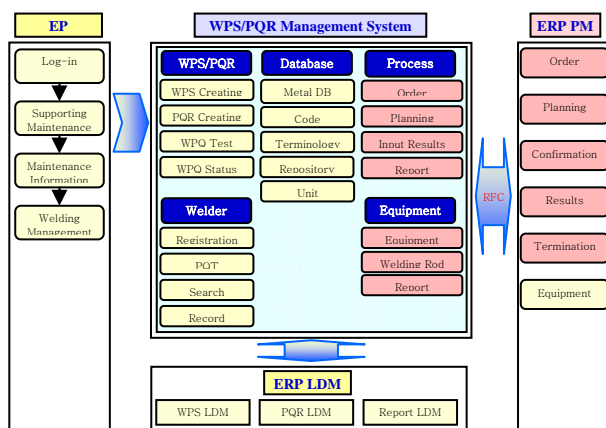 EP
WPS/PQR Management System
ERP PM
Log-in
Supporting
Maintenance
Maintenance
Information
Welding
Management
WPS/PQR
WPS Creating
PQR Creating
WPQ Test
WPQ Status
Database
Metal DB
Code
Terminology
Repository
Unit
Process
Order
Planning
Input Results
Report
Welder
Registration
PQT
Search
Record
Equipment
Equipment
Welding Rod
Report
RFC
Order
Planning
Confirmation
Results
Termination
Equipment
ERP LDM
WPS LDM
PQR LDM
Report LDM